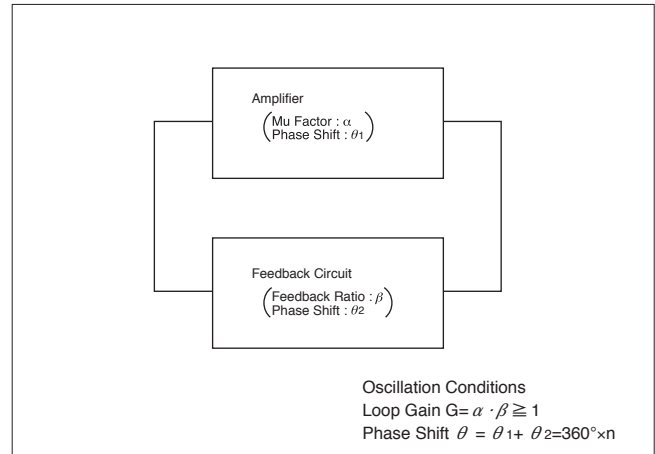 Amplifier
Mu Factor : α
Phase Shift : θ1
Feedback Circuit
Feedback Ratio : β
Phase Shift : θ2
Oscillation Conditions
Loop Gain G= α · β ≧ 1
Phase Shift θ = θ1+ θ2=360°×n